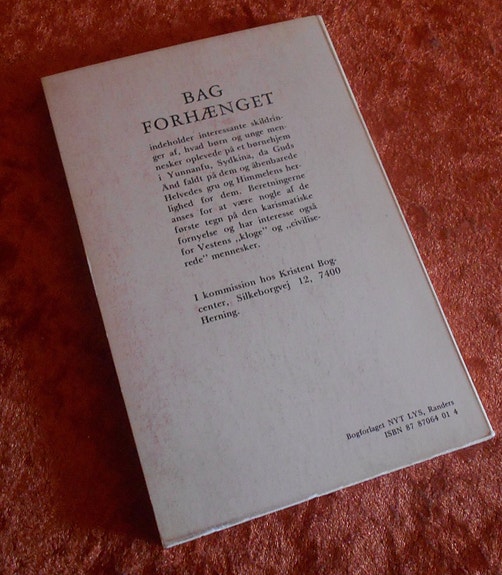 BAG
FORHÆNGET
indeholder interessante skildrin-
ger af, hvad børn og unge men-
nesker oplevede på et børnehjem
i Yunnanfu, Sydkina, da Guds
Ånd faldt på dem og åbenbarede
Helvedes gru og Himmelens her-
lighed for dem. Beretningerne
anses for at være nogle af de
første tegn på den karismatiske
fornyelse og har interesse også
for Vestens „kloge" og „civilise-
rede" mennesker.
I kommission hos Kristent Bog-
center, Silkeborgvej 12, 7400
Herning.
Bogforlaget NYT LYS, Randers
ISBN 87 87064 01 4